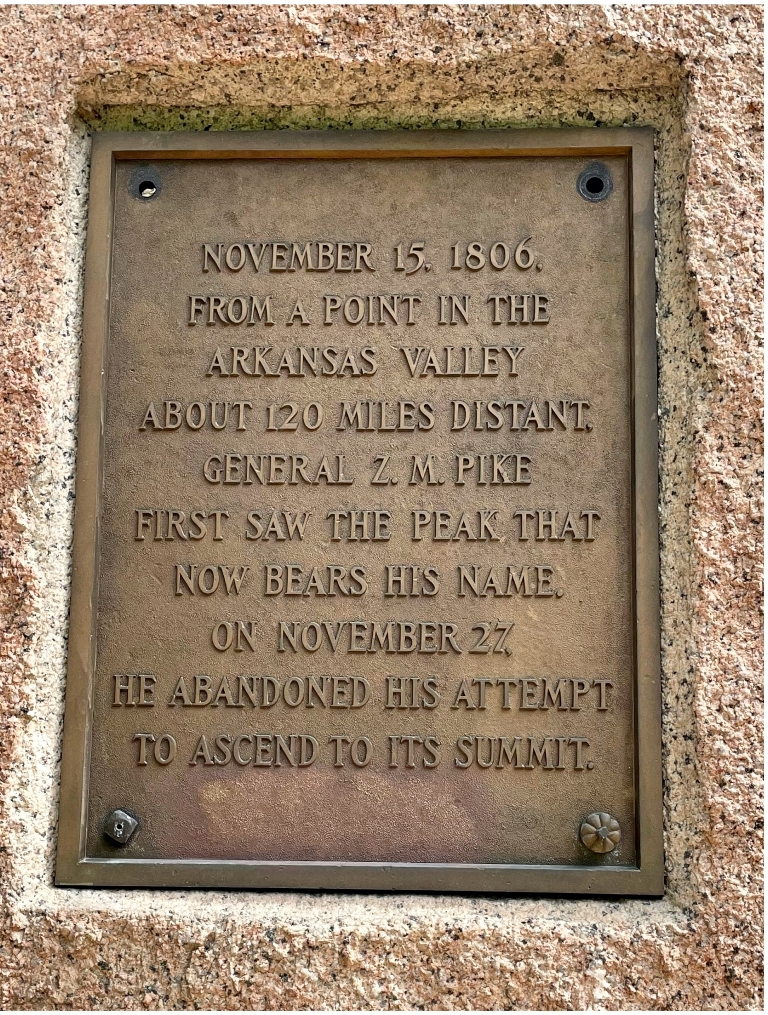 NOVEMBER 15, 1806,
FROM A POINT IN THE
ARKANSAS VALLEY
ABOUT 120 MILES DISTANT,
GENERAL Z. M. PIKE
FIRST SAW THE PEAK THAT
NOW BEARS HIS NAME.
ON NOVEMBER 27,
HE ABANDONED HIS ATTEMPT
TO ASCEND TO ITS SUMMIT.